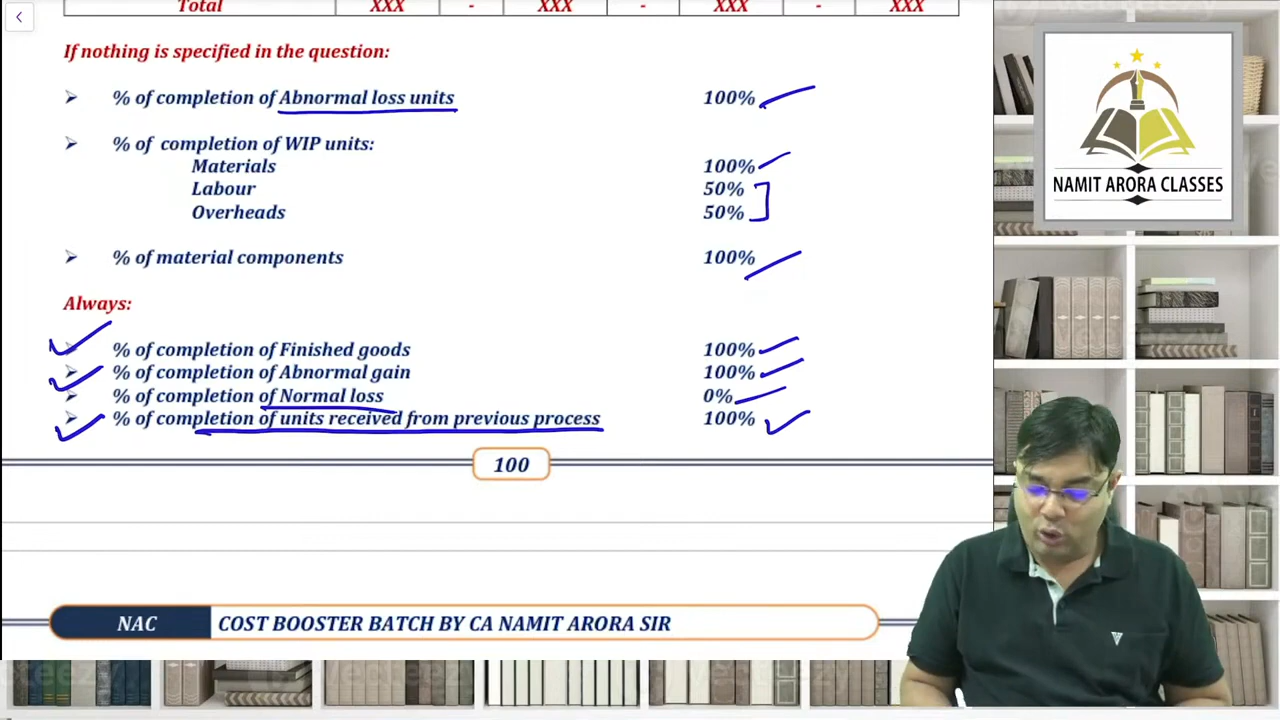 Total XXX - XXX - XXX - XXX
If nothing is specified in the question:
➢ % of completion of Abnormal loss units 100%
➢ % of completion of WIP units:
Materials 100%
Labour 50%
Overheads 50%
➢ % of material components 100%
Always:
➢ % of completion of Finished goods 100%
➢ % of completion of Abnormal gain 100%
➢ % of completion of Normal loss 0%
➢ % of completion of units received from previous process 100%
100
NAC COST BOOSTER BATCH BY CA NAMIT ARORA SIR
NAMIT ARORA CLASSES